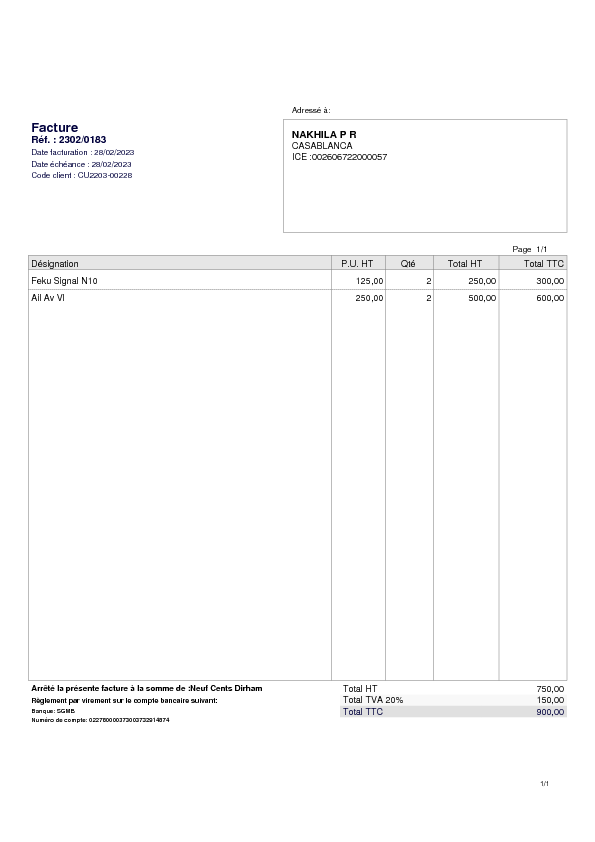 Adressé à:
Facture
Réf. : 2302/0183
Date facturation : 28/02/2023
Date échéance : 28/02/2023
Code client : CU2203-00228
NAKHILA P R
CASABLANCA
ICE :002606722000057
Page 1/1
Désignation P.U. HT Qté Total HT Total TTC
Feku Signal N10 125,00 2 250,00 300,00
Ail Av Vl 250,00 2 500,00 600,00
Arrêté la présente facture à la somme de :Neuf Cents Dirham
Règlement par virement sur le compte bancaire suivant:
Banque: SGMB
Numéro de compte:
Total HT 750,00
Total TVA 20% 150,00
Total TTC 900,00
1/1